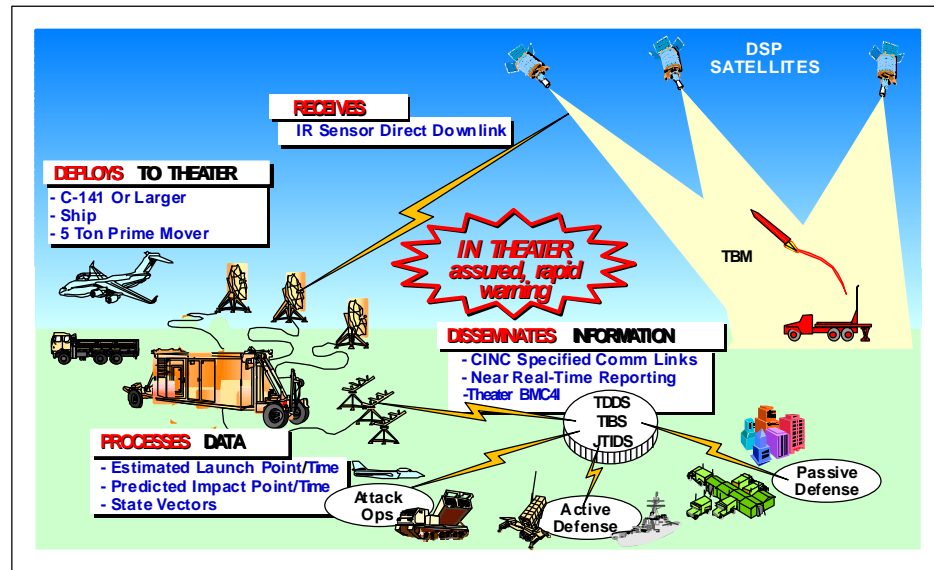 DSP
SATELLITES
RECEIVES
IR Sensor Direct Downlink
DEPLOYS TO THEATER
- C-141 Or Larger
- Ship
- 5 Ton Prime Mover
IN THEATER
assured, rapid
warning
TBM
DISSEMNATES INFORMATION
- CINC Specified Comm Links
- Near Real-Time Reporting
-Theater BMC4I
TDDS
TIBS
JTIDS
PROCESSES DATA
- Estimated Launch Point/Time
- Predicted Impact Point/Time
- State Vectors
Attack
Ops
Active
Defense
Passive
Defense